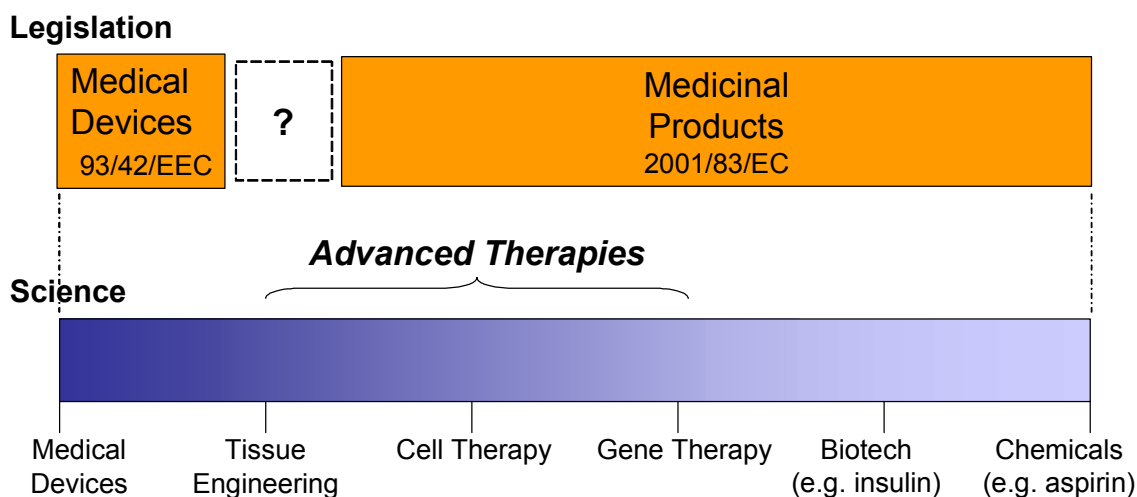 Legislation
Medical
Devices
93/42/EEC
?
Medicinal
Products
2001/83/EC
Advanced Therapies
Science
Medical
Devices
Tissue
Engineering
Cell Therapy
Gene Therapy
Biotech
(e.g. insulin)
Chemicals
(e.g. aspirin)